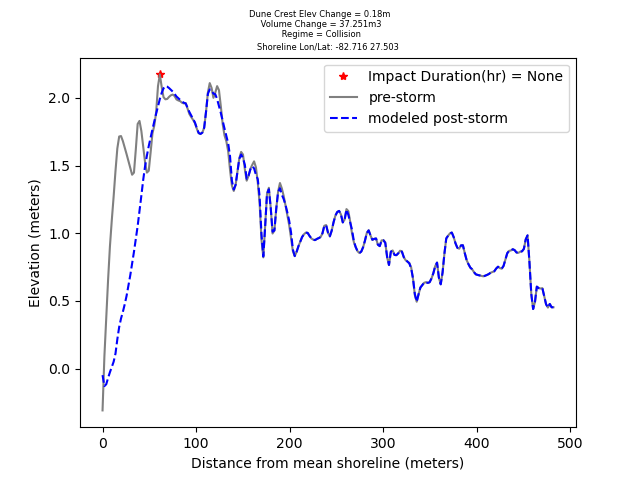 Dune Crest Elev Change = 0.18m
Volume Change = 37.251m3
Regime = Collision
Shoreline Lon/Lat: -82.716 27.503
Impact Duration(hr) = None
pre-storm
modeled post-storm
Elevation (meters)
2.0
1.5
1.0
0.5
0.0
0 100 200 300 400 500
Distance from mean shoreline (meters)